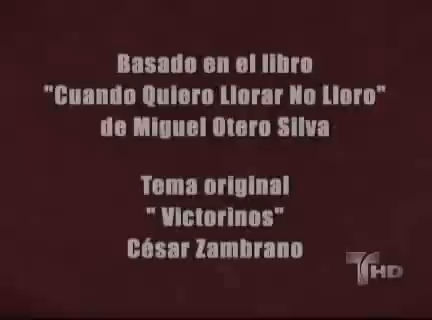 Basado en el libro
"Cuando Quiero Llorar No Lloro"
de Miguel Otero Silva
Tema original
" Victorinos"
César Zambrano
T HD